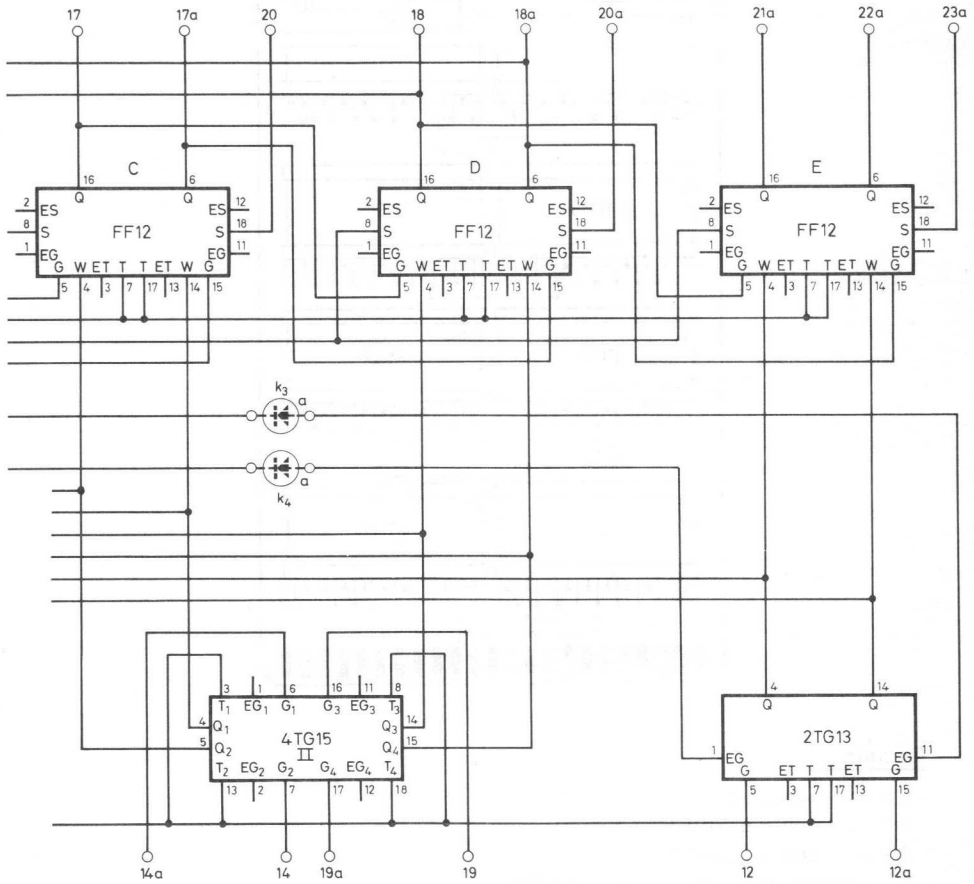 17 17a 20 18 18a 20a 21a 22a 23a
C D E
16 6 16 6 16 6
2 ES Q Q ES 12 2 ES Q Q ES 12 2 ES Q Q ES 12
8 S FF12 S 18 8 S FF12 S 18 8 S FF12 S 18
1 EG EG 11 1 EG EG 11 1 EG EG 11
G W ET T T ET W G G W ET T T ET W G G W ET T T ET W G
5 4 3 7 17 13 14 15 5 4 3 7 17 13 14 15 5 4 3 7 17 13 14 15
k3 a
a
k4
3 1 6 16 11 8 4 14
T1 EG1 G1 G3 EG3 T3 Q Q
4 Q1 Q3 14
5 Q2 4TG15 Q4 15 2TG13
II
1 EG EG 11
T2 EG2 G2 G4 EG4 T4 G ET T T ET G
13 2 7 17 12 18 5 3 7 17 13 15
14a 14 19a 19 12 12a